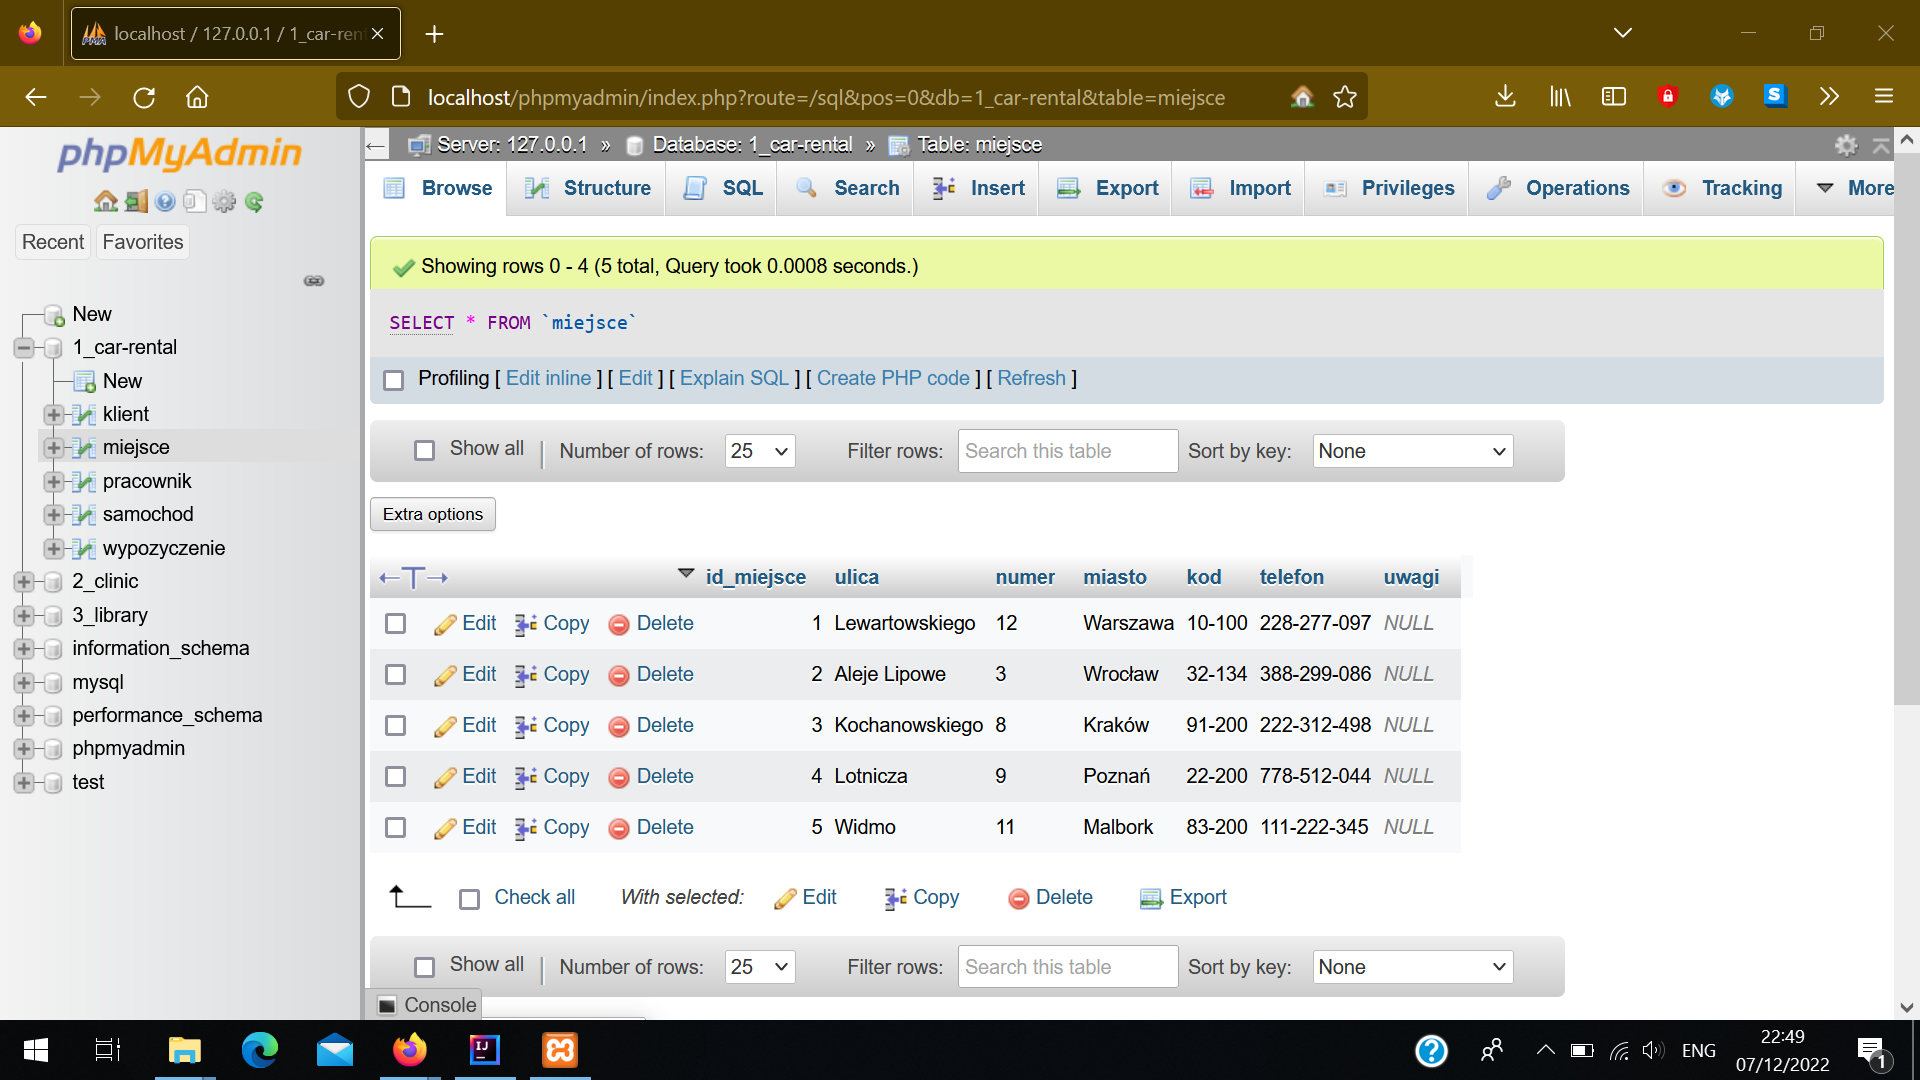 localhost / 127.0.0.1 / 1_car-ren
localhost/phpmyadmin/index.php?route=/sql&pos=0&db=1_car-rental&table=miejsce
phpMyAdmin
Recent Favorites
New
1_car-rental
New
klient
miejsce
pracownik
samochod
wypozyczenie
2_clinic
3_library
information_schema
mysql
performance_schema
phpmyadmin
test
Server: 127.0.0.1 » Database: 1_car-rental » Table: miejsce
Browse Structure SQL Search Insert Export Import Privileges Operations Tracking More
Showing rows 0 - 4 (5 total, Query took 0.0008 seconds.)
SELECT * FROM `miejsce`
Profiling [ Edit inline ] [ Edit ] [ Explain SQL ] [ Create PHP code ] [ Refresh ]
Show all Number of rows: 25 Filter rows: Search this table Sort by key: None
Extra options
id_miejsce ulica numer miasto kod telefon uwagi
Edit Copy Delete 1 Lewartowskiego 12 Warszawa 10-100 228-277-097 NULL
Edit Copy Delete 2 Aleje Lipowe 3 Wrocław 32-134 388-299-086 NULL
Edit Copy Delete 3 Kochanowskiego 8 Kraków 91-200 222-312-498 NULL
Edit Copy Delete 4 Lotnicza 9 Poznań 22-200 778-512-044 NULL
Edit Copy Delete 5 Widmo 11 Malbork 83-200 111-222-345 NULL
Check all With selected: Edit Copy Delete Export
Show all Number of rows: 25 Filter rows: Search this table Sort by key: None
Console
ENG
22:49
07/12/2022
1